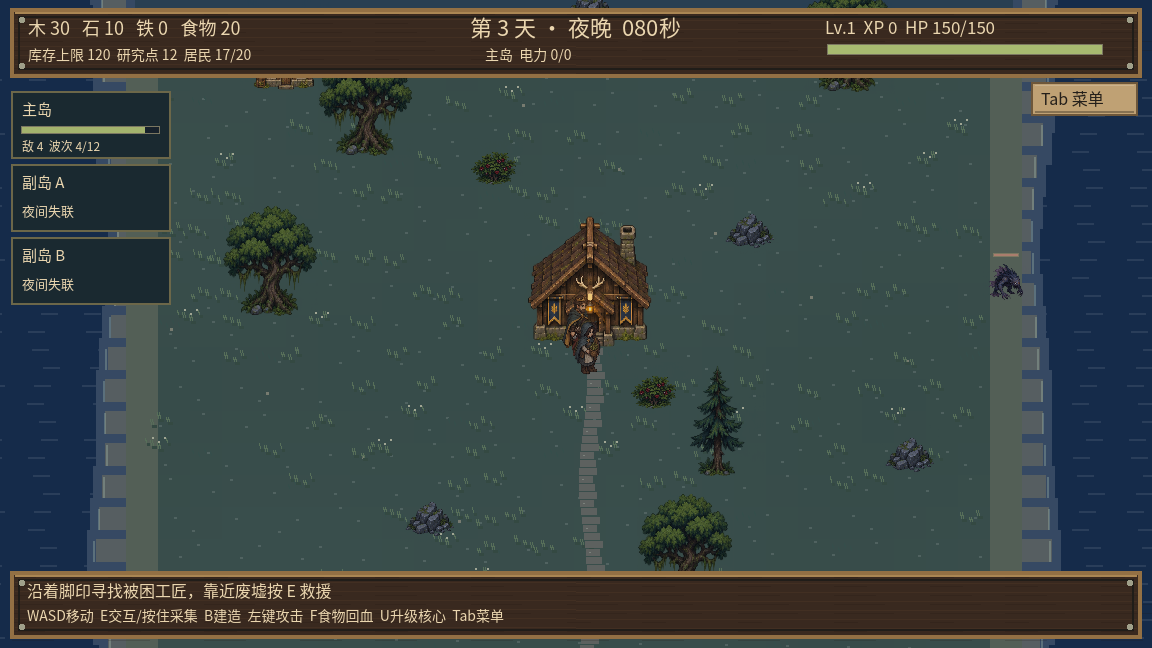 木 30 石 10 铁 0 食物 20
第 3 天 · 夜晚 080秒
Lv.1 XP 0 HP 150/150
库存上限 120 研究点 12 居民 17/20
主岛 电力 0/0
Tab 菜单
主岛
敌 4 波次 4/12
副岛 A
夜间失联
副岛 B
夜间失联
沿着脚印寻找被困工匠，靠近废墟按 E 救援
WASD移动 E交互/按住采集 B建造 左键攻击 F食物回血 U升级核心 Tab菜单